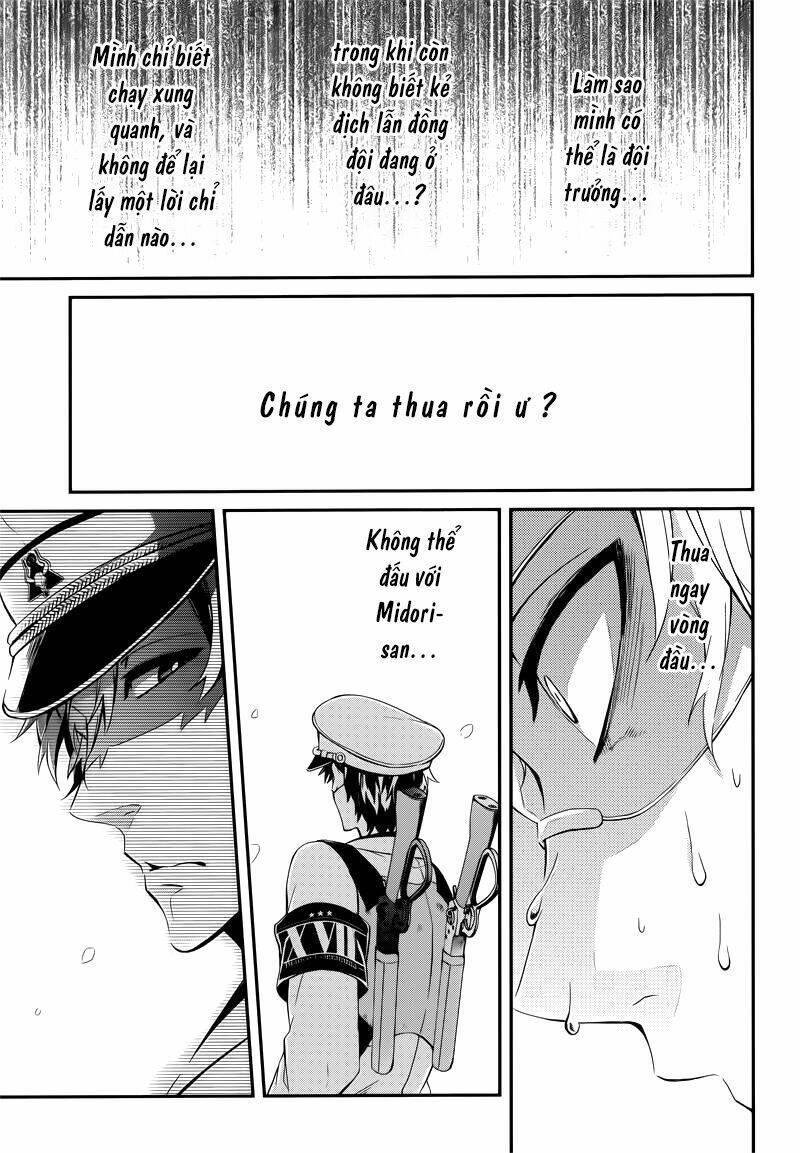 Làm sao
mình có
thể là đội
trưởng...
trong khi còn
không biết kẻ
địch lẫn đồng
đội đang ở
đâu...?
Mình chỉ biết
chạy xung
quanh, và
không để lại
lấy một lời chỉ
dẫn nào...
Chúng ta thua rồi ư ?
Thua
ngay
vòng
đầu...
Không thể
đấu với
Midori-
san...
XVII